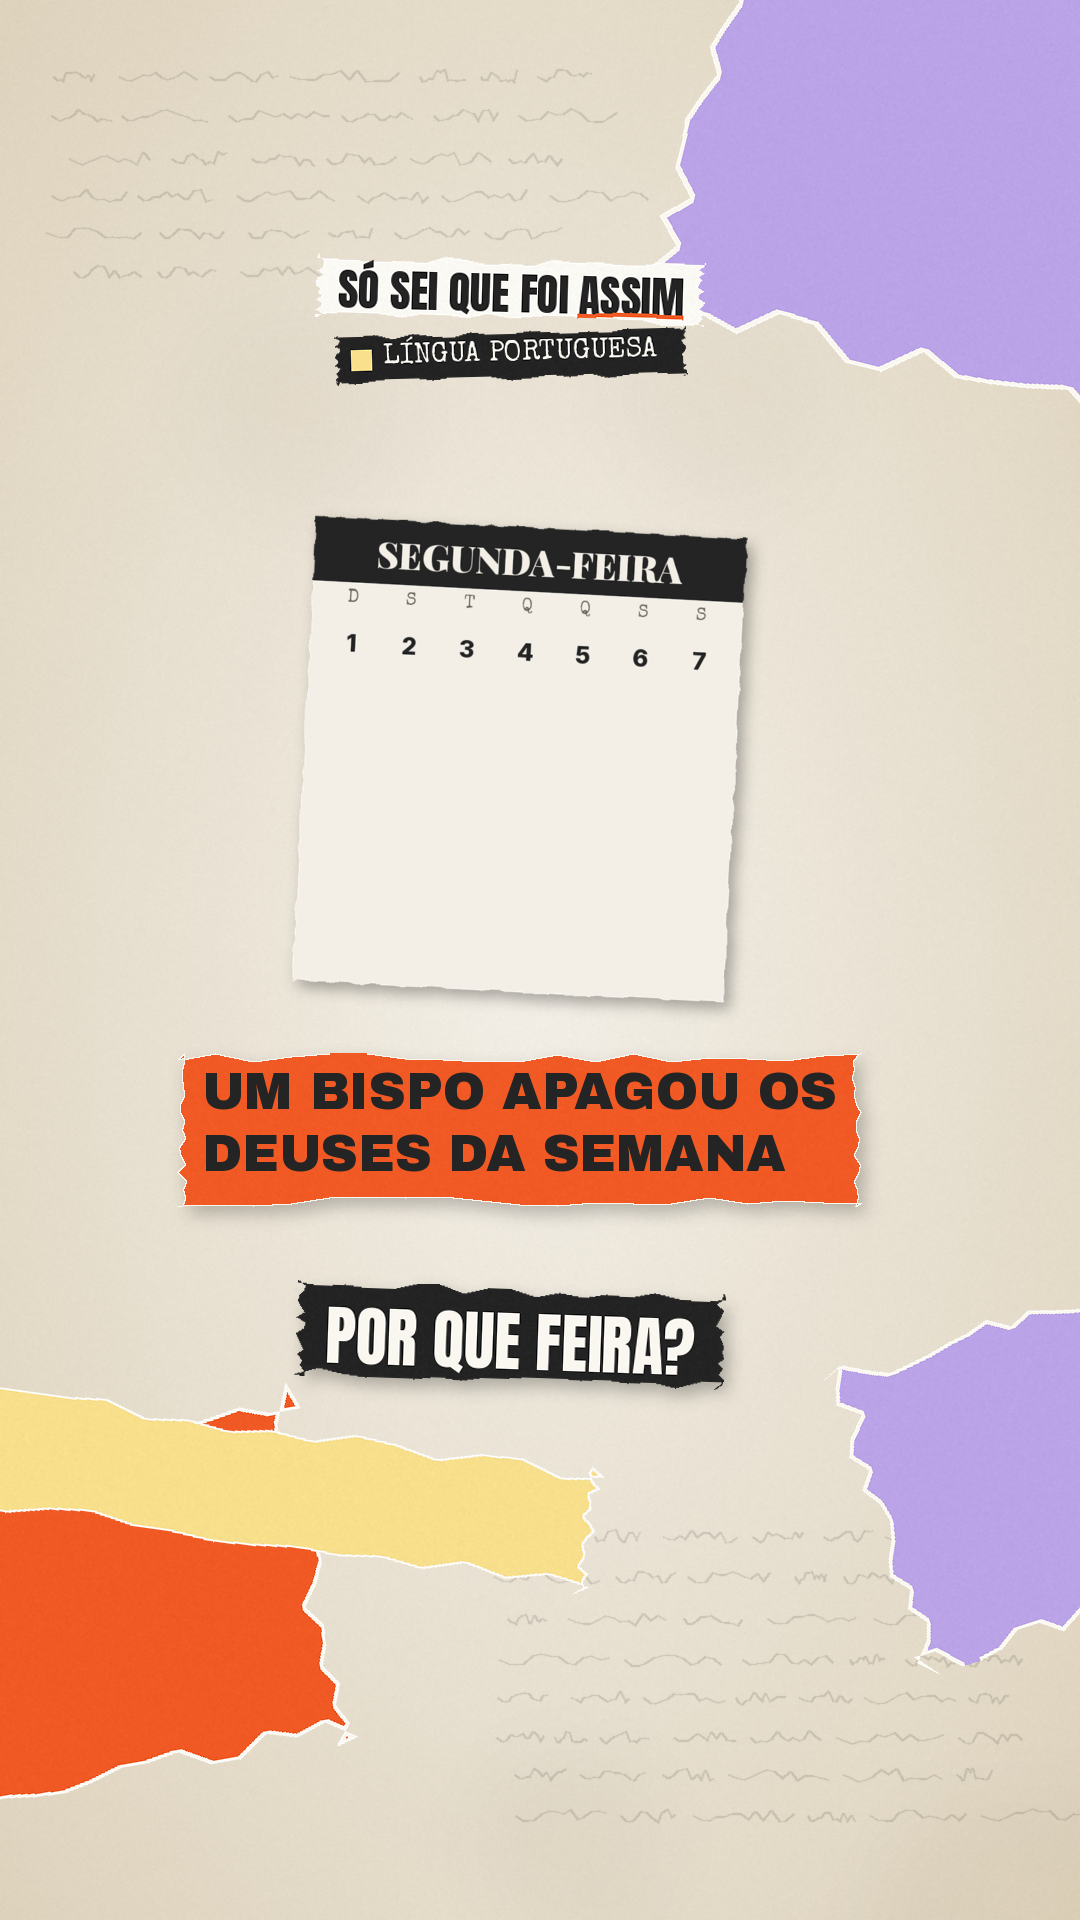 SÓ SEI QUE FOI ASSIM
LÍNGUA PORTUGUESA
SEGUNDA-FEIRA
D S T Q Q S S
1 2 3 4 5 6 7
UM BISPO APAGOU OS
DEUSES DA SEMANA
POR QUE FEIRA?